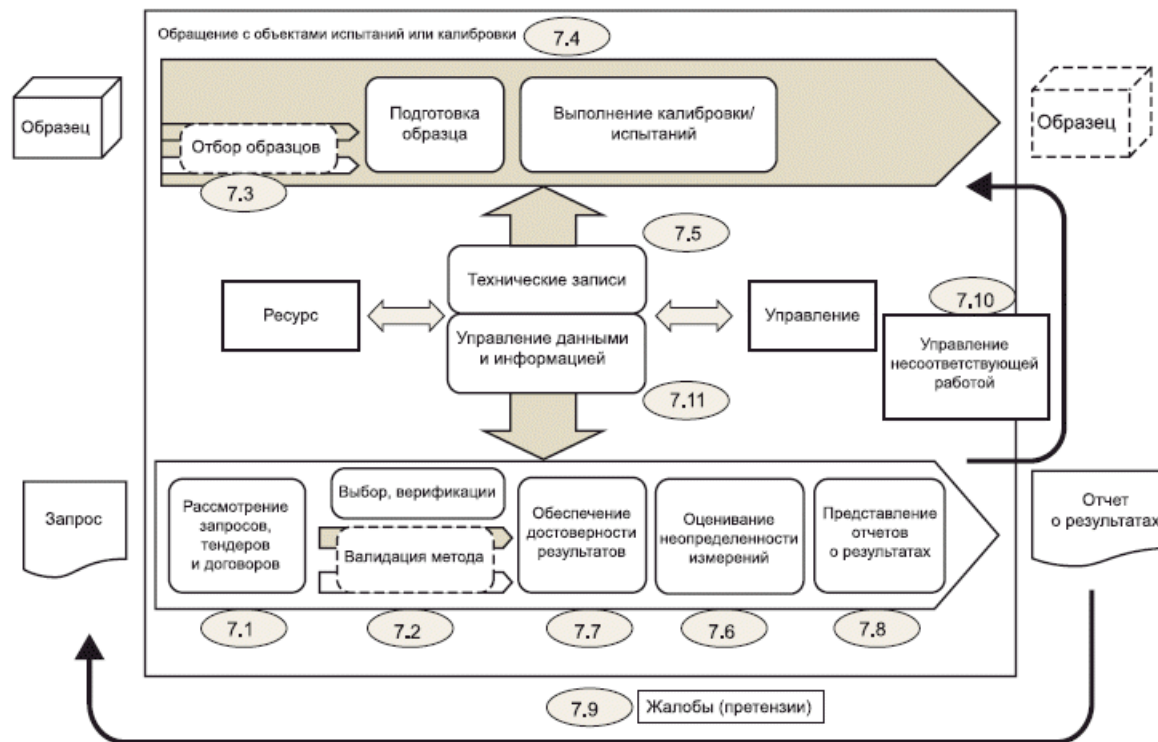 Обращение с объектами испытаний или калибровки
7.4
Образец
Отбор образцов
Подготовка
образца
Выполнение калибровки/
испытаний
Образец
7.3
7.5
Технические записи
Ресурс
Управление
7.10
Управление данными
и информацией
Управление
несоответствующей
работой
7.11
Запрос
Рассмотрение
запросов,
тендеров
и договоров
Выбор, верификации
Валидация метода
Обеспечение
достоверности
результатов
Оценивание
неопределенности
измерений
Представление
отчетов
о результатах
Отчет
о результатах
7.1
7.2
7.7
7.6
7.8
7.9
Жалобы (претензии)